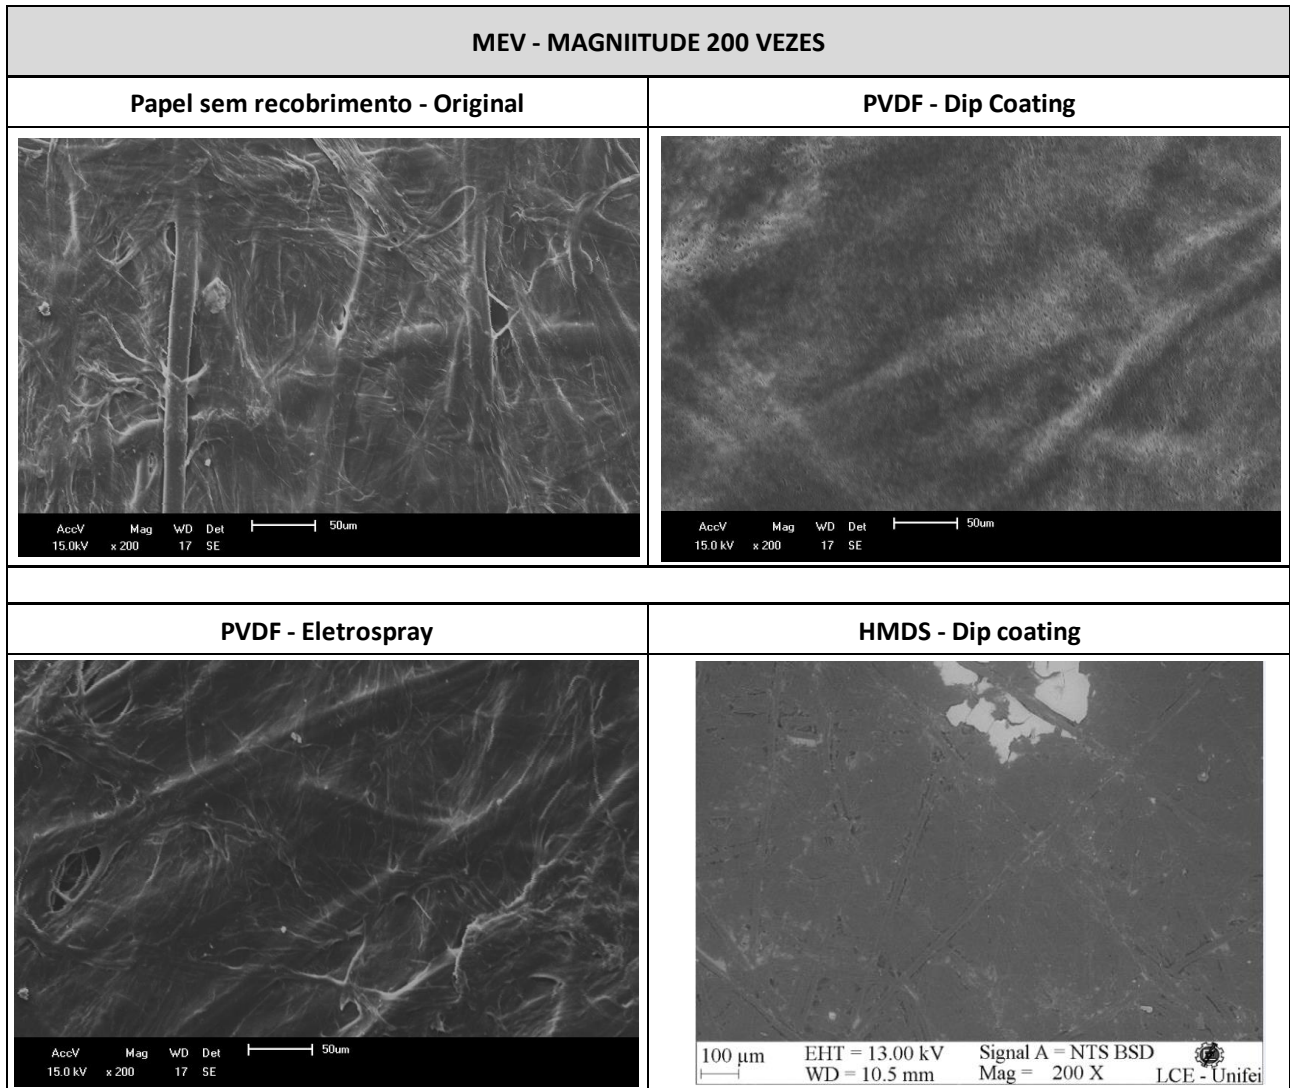 MEV - MAGNIITUDE 200 VEZES
Papel sem recobrimento - Original
PVDF - Dip Coating
AccV Mag WD Det 50um
15.0kV x 200 17 SE
AccV Mag WD Det 50um
15.0 kV x 200 17 SE
PVDF - Eletrospray
HMDS - Dip coating
AccV Mag WD Det 50um
15.0 kV x 200 17 SE
100 µm EHT = 13.00 kV Signal A = NTS BSD
WD = 10.5 mm Mag = 200 X LCE - Unifei